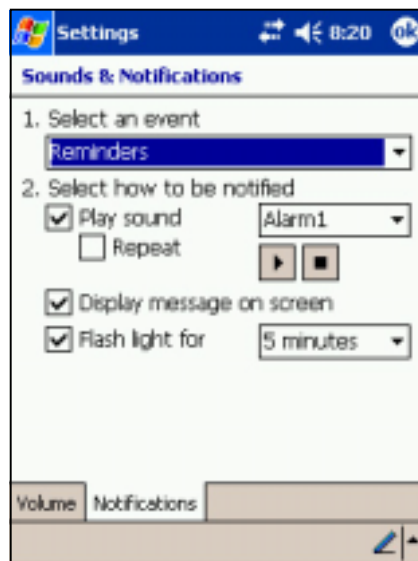 Settings 8:20 ok
Sounds & Notifications
1. Select an event
Reminders
2. Select how to be notified
Play sound Alarm1
Repeat
Display message on screen
Flash light for 5 minutes
Volume Notifications